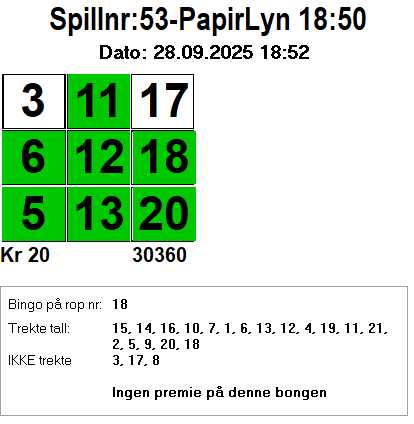 Spillnr:53-PapirLyn 18:50
Dato: 28.09.2025 18:52
3 11 17
6 12 18
5 13 20
Kr 20 30360
Bingo på rop nr: 18
Trekte tall: 15, 14, 16, 10, 7, 1, 6, 13, 12, 4, 19, 11, 21,
2, 5, 9, 20, 18
IKKE trekte 3, 17, 8
Ingen premie på denne bongen